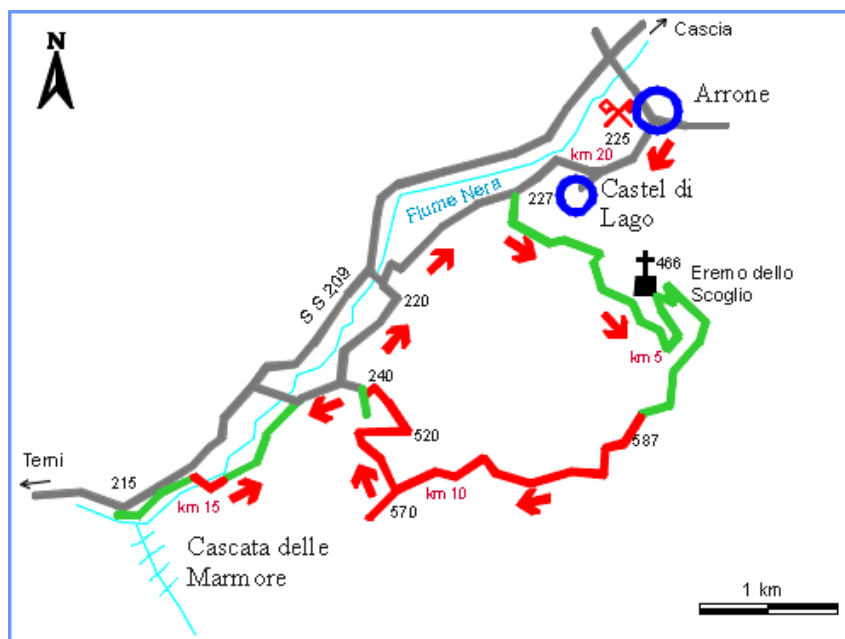 N
Cascia
Arrone
225
km 20
Castel di
Lago
227
Fiume Nera
466
Eremo dello
Scoglio
S S 209
220
km 5
240
520
587
Terni
215
km 15
km 10
570
Cascata delle
Marmore
1 km